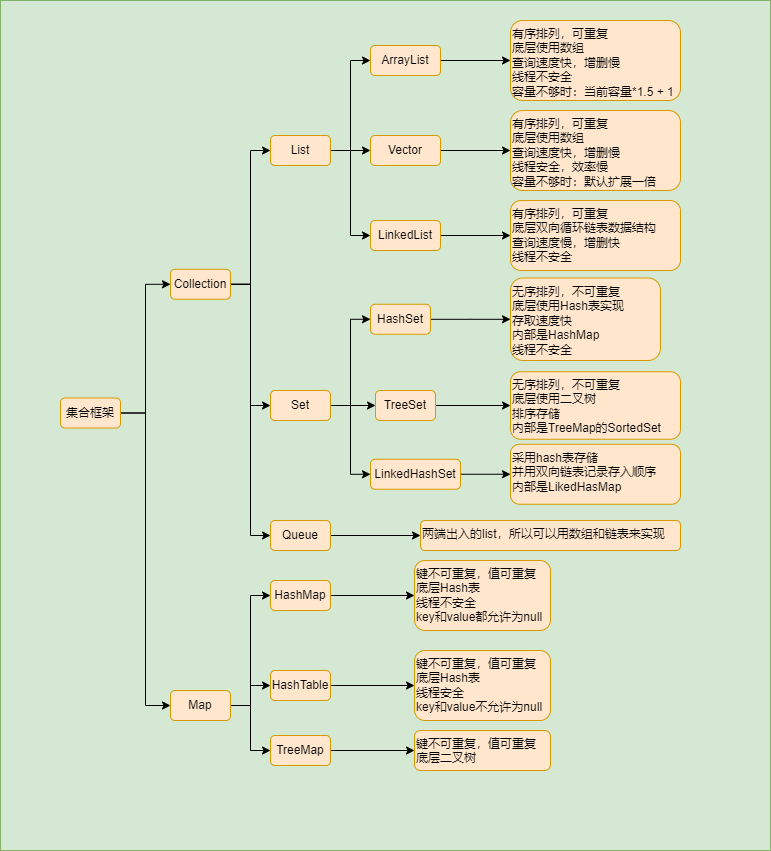 集合框架
Collection
List
ArrayList
有序排列，可重复
底层使用数组
查询速度快，增删慢
线程不安全
容量不够时：当前容量*1.5 + 1
Vector
有序排列，可重复
底层使用数组
查询速度快，增删慢
线程安全，效率慢
容量不够时：默认扩展一倍
LinkedList
有序排列，可重复
底层双向循环链表数据结构
查询速度慢，增删快
线程不安全
Set
HashSet
无序排列，不可重复
底层使用Hash表实现
存取速度快
内部是HashMap
线程不安全
TreeSet
无序排列，不可重复
底层使用二叉树
排序存储
内部是TreeMap的SortedSet
LinkedHashSet
采用hash表存储
并用双向链表记录存入顺序
内部是LikedHasMap
Queue
两端出入的list，所以可以用数组和链表来实现
Map
HashMap
键不可重复，值可重复
底层Hash表
线程不安全
key和value都允许为null
HashTable
键不可重复，值可重复
底层Hash表
线程安全
key和value不允许为null
TreeMap
键不可重复，值可重复
底层二叉树